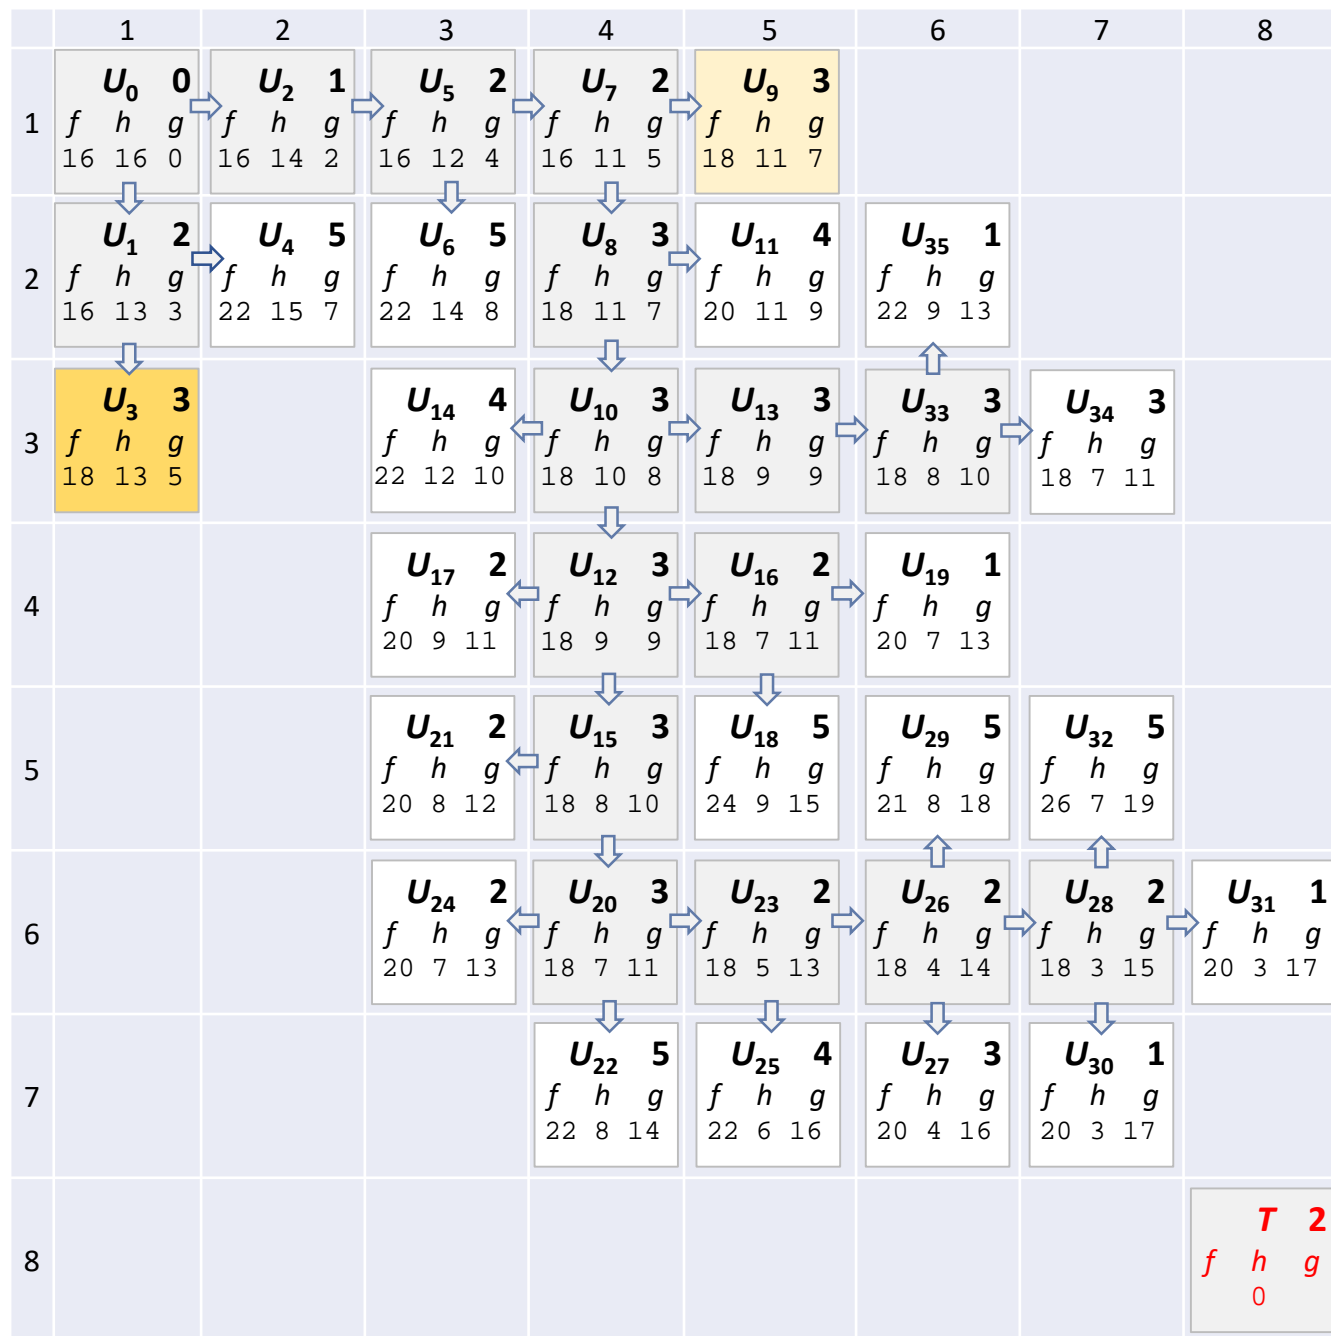 1 2 3 4 5 6 7 8
U0 0 U2 1 U5 2 U7 2 U9 3
1 f h g f h g f h g f h g f h g
16 16 0 16 14 2 16 12 4 16 11 5 18 11 7
U1 2 U4 5 U6 5 U8 3 U11 4 U35 1
2 f h g f h g f h g f h g f h g f h g
16 13 3 22 15 7 22 14 8 18 11 7 20 11 9 22 9 13
U3 3 U14 4 U10 3 U13 3 U33 3 U34 3
3 f h g f h g f h g f h g f h g f h g
18 13 5 22 12 10 18 10 8 18 9 9 18 8 10 18 7 11
U17 2 U12 3 U16 2 U19 1
4 f h g f h g f h g f h g
20 9 11 18 9 9 18 7 11 20 7 13
U21 2 U15 3 U18 5 U29 5 U32 5
5 f h g f h g f h g f h g f h g
20 8 12 18 8 10 24 9 15 21 8 18 26 7 19
U24 2 U20 3 U23 2 U26 2 U28 2 U31 1
6 f h g f h g f h g f h g f h g f h g
20 7 13 18 7 11 18 5 13 18 4 14 18 3 15 20 3 17
U22 5 U25 4 U27 3 U30 1
7 f h g f h g f h g f h g
22 8 14 22 6 16 20 4 16 20 3 17
T 2
8 f h g
0